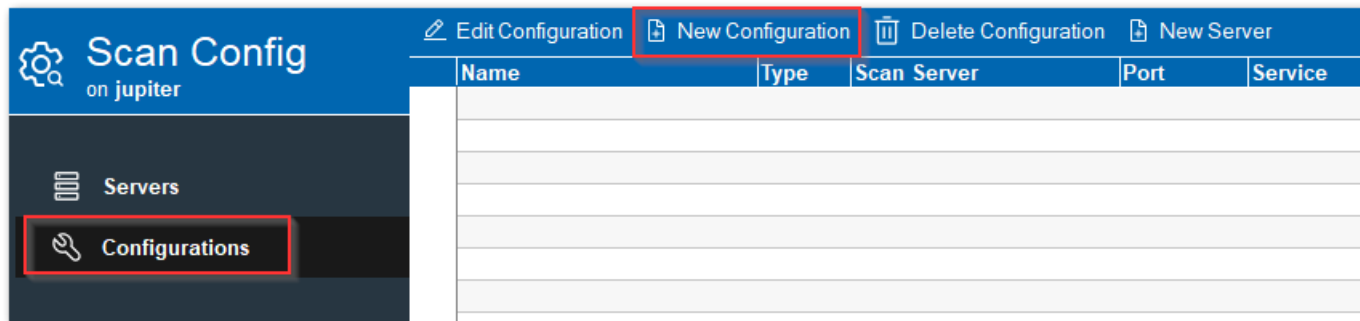 Scan Config
on jupiter
Servers
Configurations
Edit Configuration New Configuration Delete Configuration New Server
Name Type Scan Server Port Service